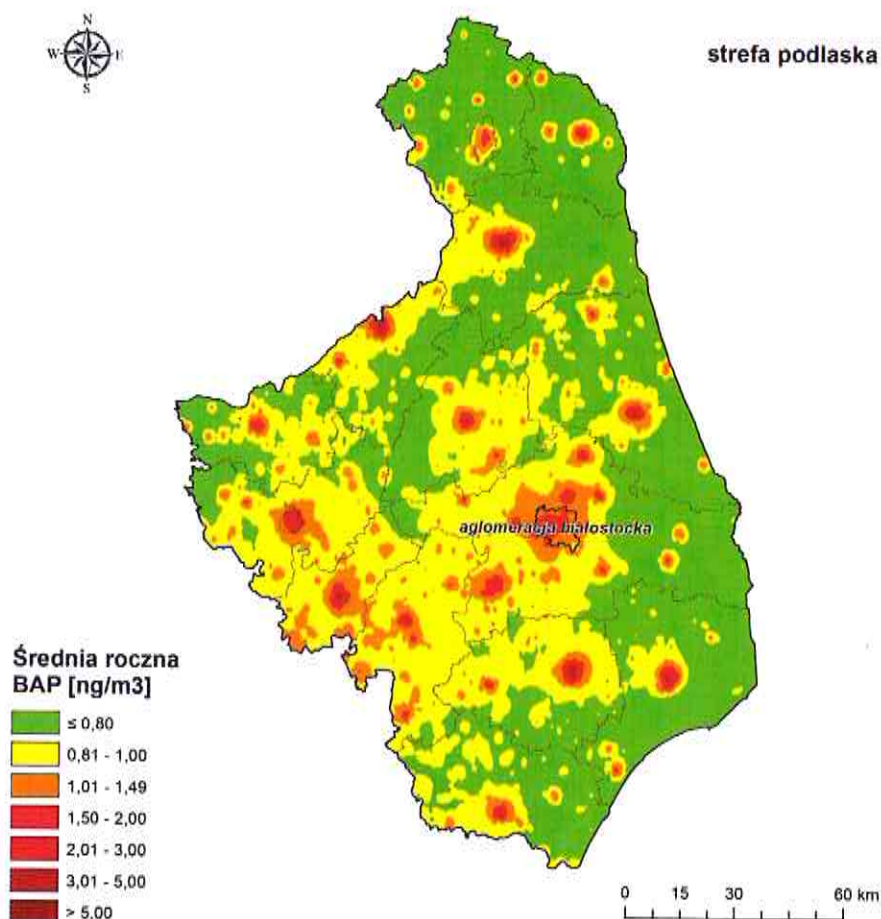 N
W E
S
strefa podlaska
aglomeracja białostocka
Średnia roczna
BAP [ng/m3]
≤ 0,80
0,81 - 1,00
1,01 - 1,49
1,50 - 2,00
2,01 - 3,00
3,01 - 5,00
> 5,00
0 15 30 60 km